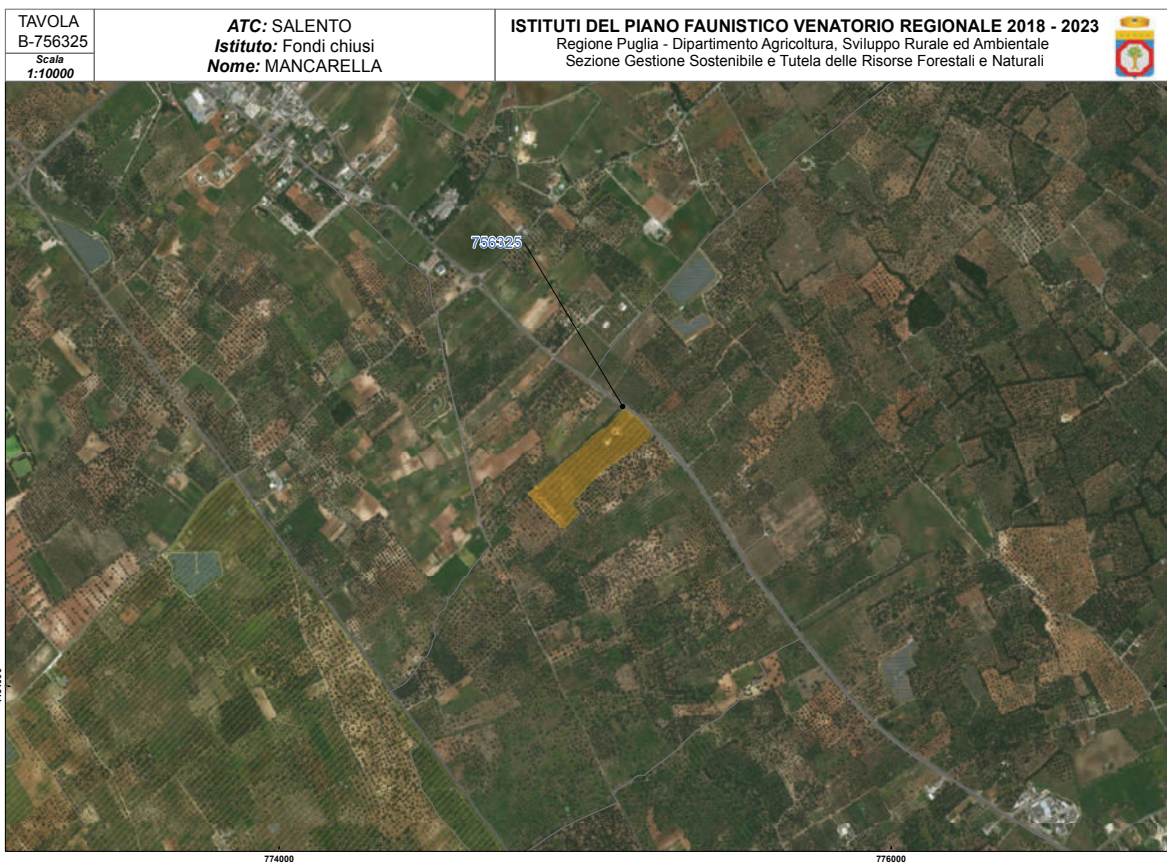 TAVOLA
B-756325
Scala
1:10000
ATC: SALENTO
Istituto: Fondi chiusi
Nome: MANCARELLA
ISTITUTI DEL PIANO FAUNISTICO VENATORIO REGIONALE 2018 - 2023
Regione Puglia - Dipartimento Agricoltura, Sviluppo Rurale ed Ambientale
Sezione Gestione Sostenibile e Tutela delle Risorse Forestali e Naturali
756325
774000
776000